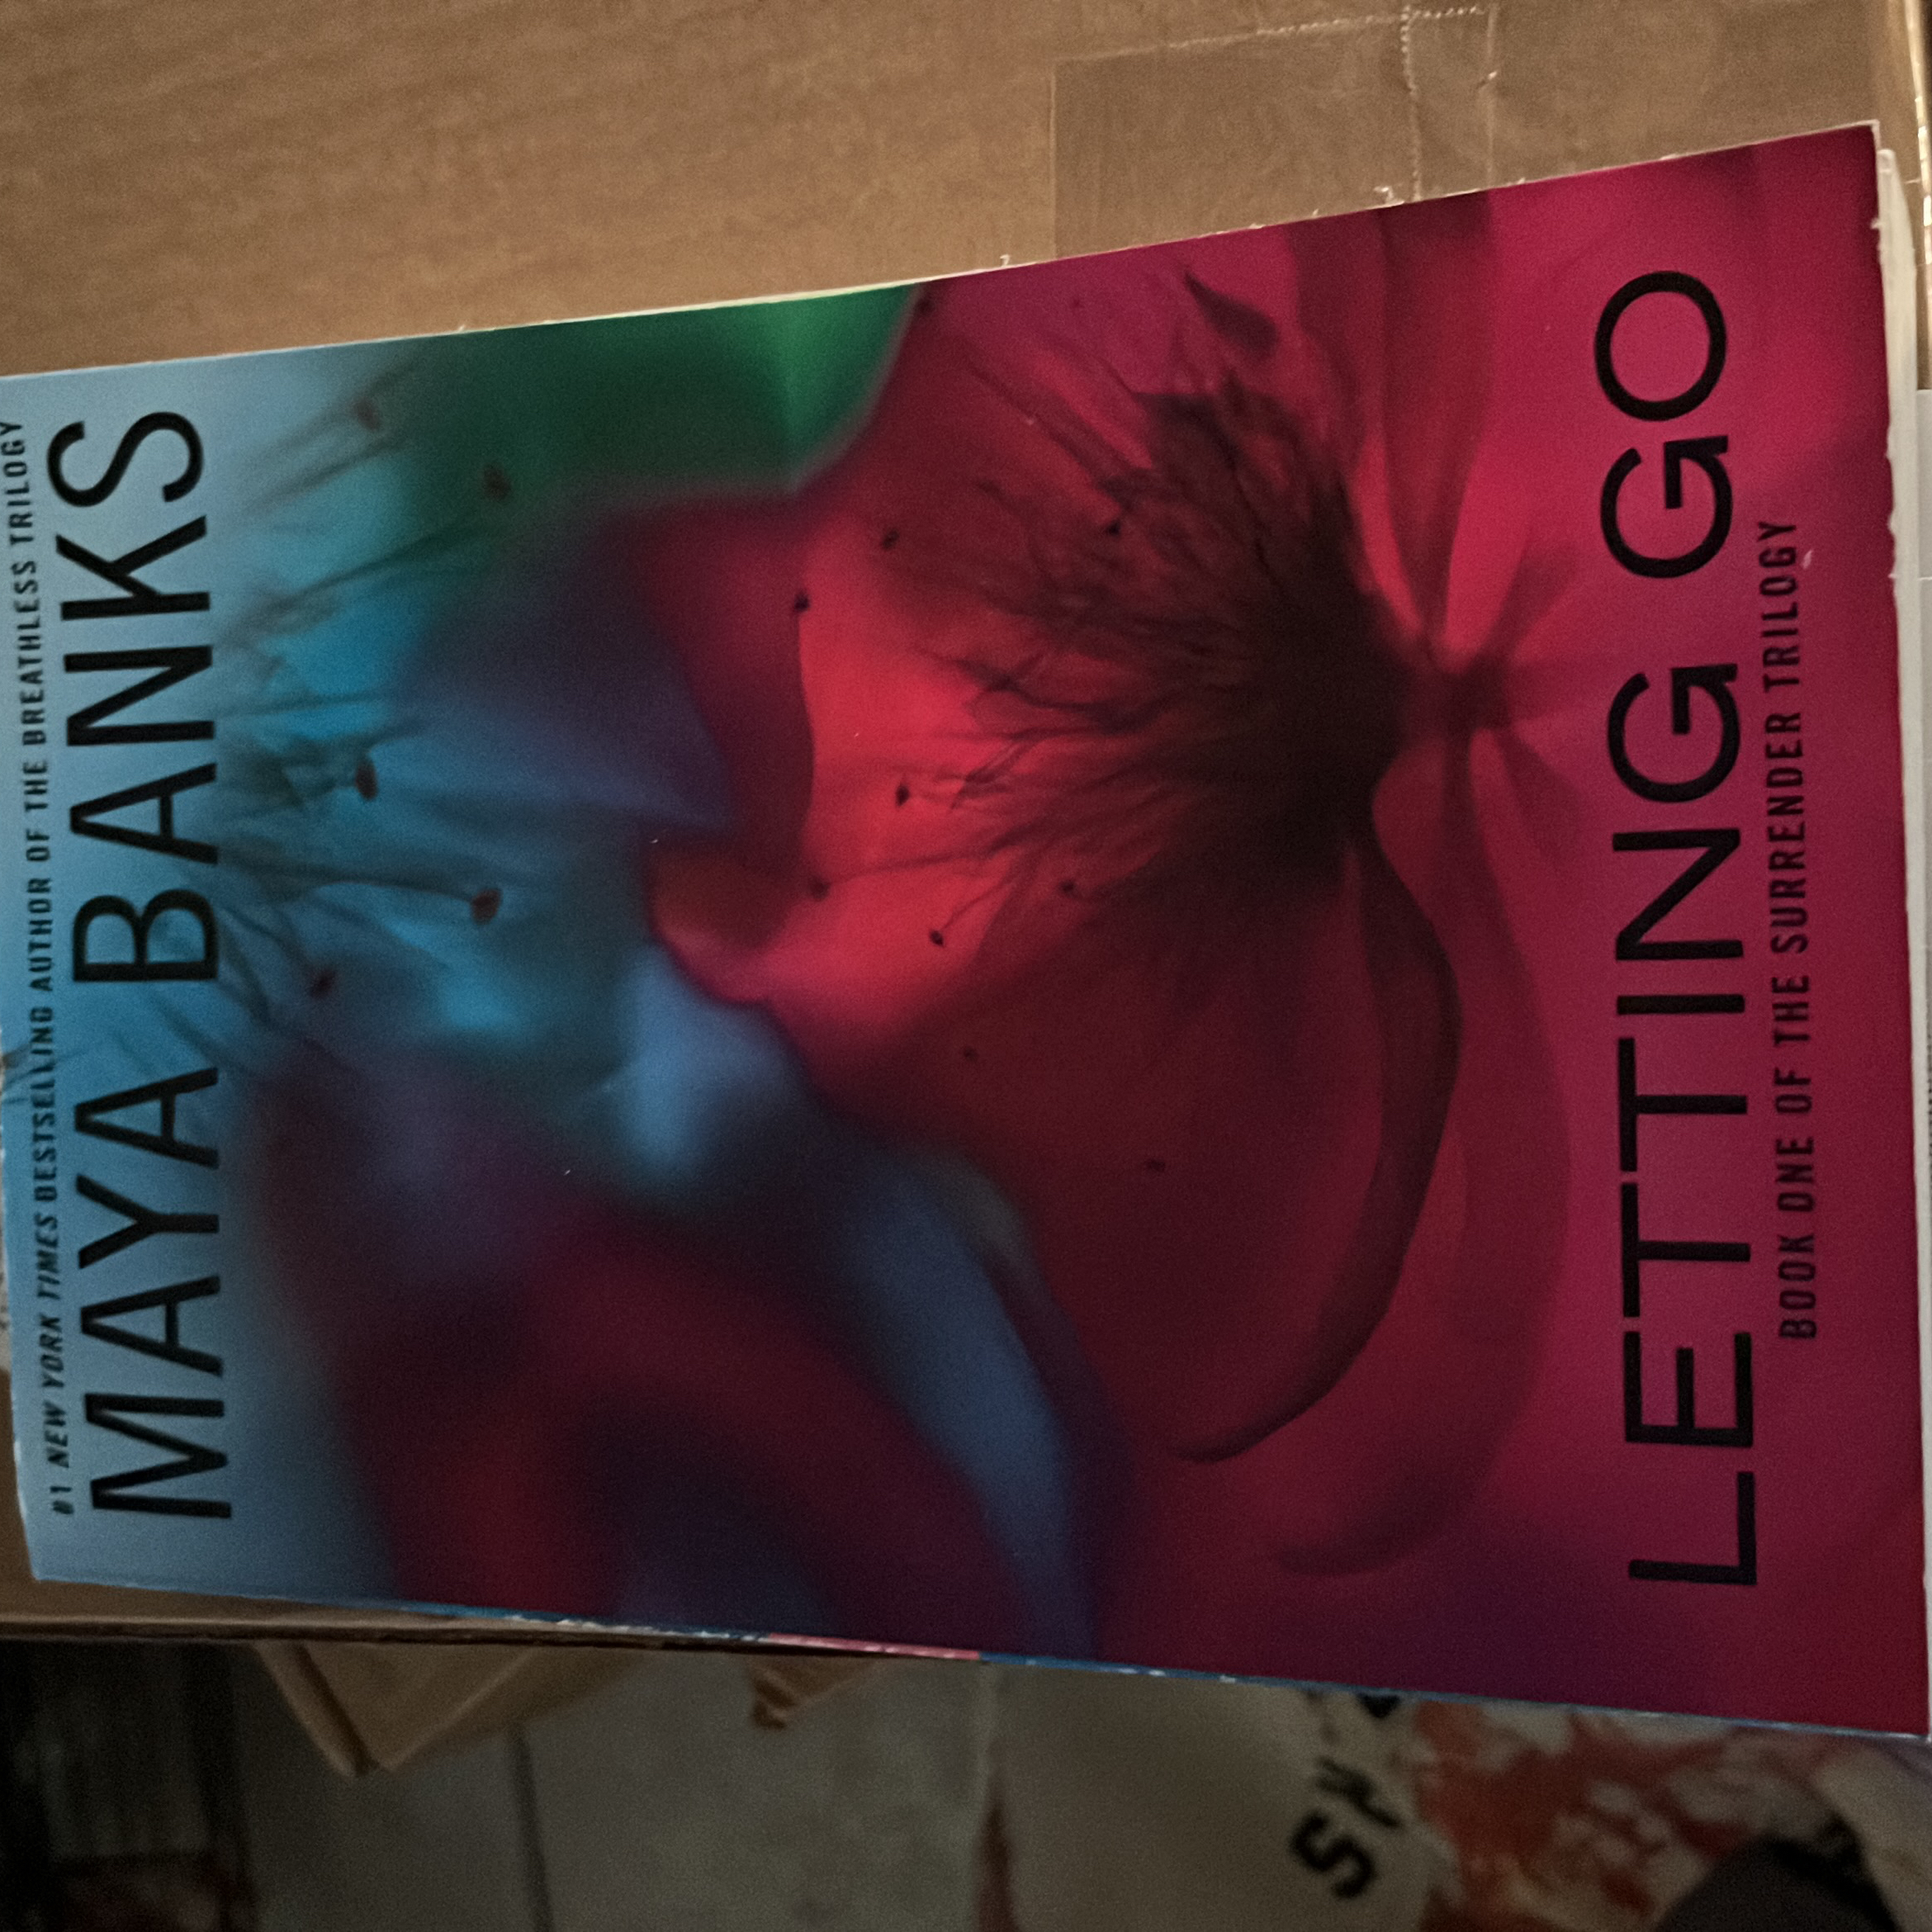 #1 NEW YORK TIMES BESTSELLING AUTHOR OF THE BREATHLESS TRILOGY
MAYA BANKS
LETTING GO
BOOK ONE OF THE SURRENDER TRILOGY